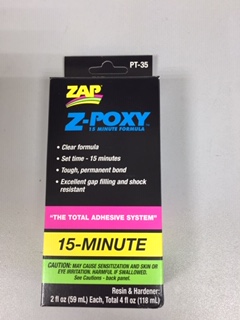 PT-35
ZAP
Z-POXY™
15 MINUTE FORMULA
• Clear formula
• Set time - 15 minutes
• Tough, permanent bond
• Excellent gap filling and shock
resistant
"THE TOTAL ADHESIVE SYSTEM"
15-MINUTE
CAUTION: MAY CAUSE SENSITIZATION AND SKIN OR
EYE IRRITATION. HARMFUL IF SWALLOWED.
See Cautions - back panel.
Resin & Hardener:
2 fl oz (59 mL) Each, Total 4 fl oz (118 mL)